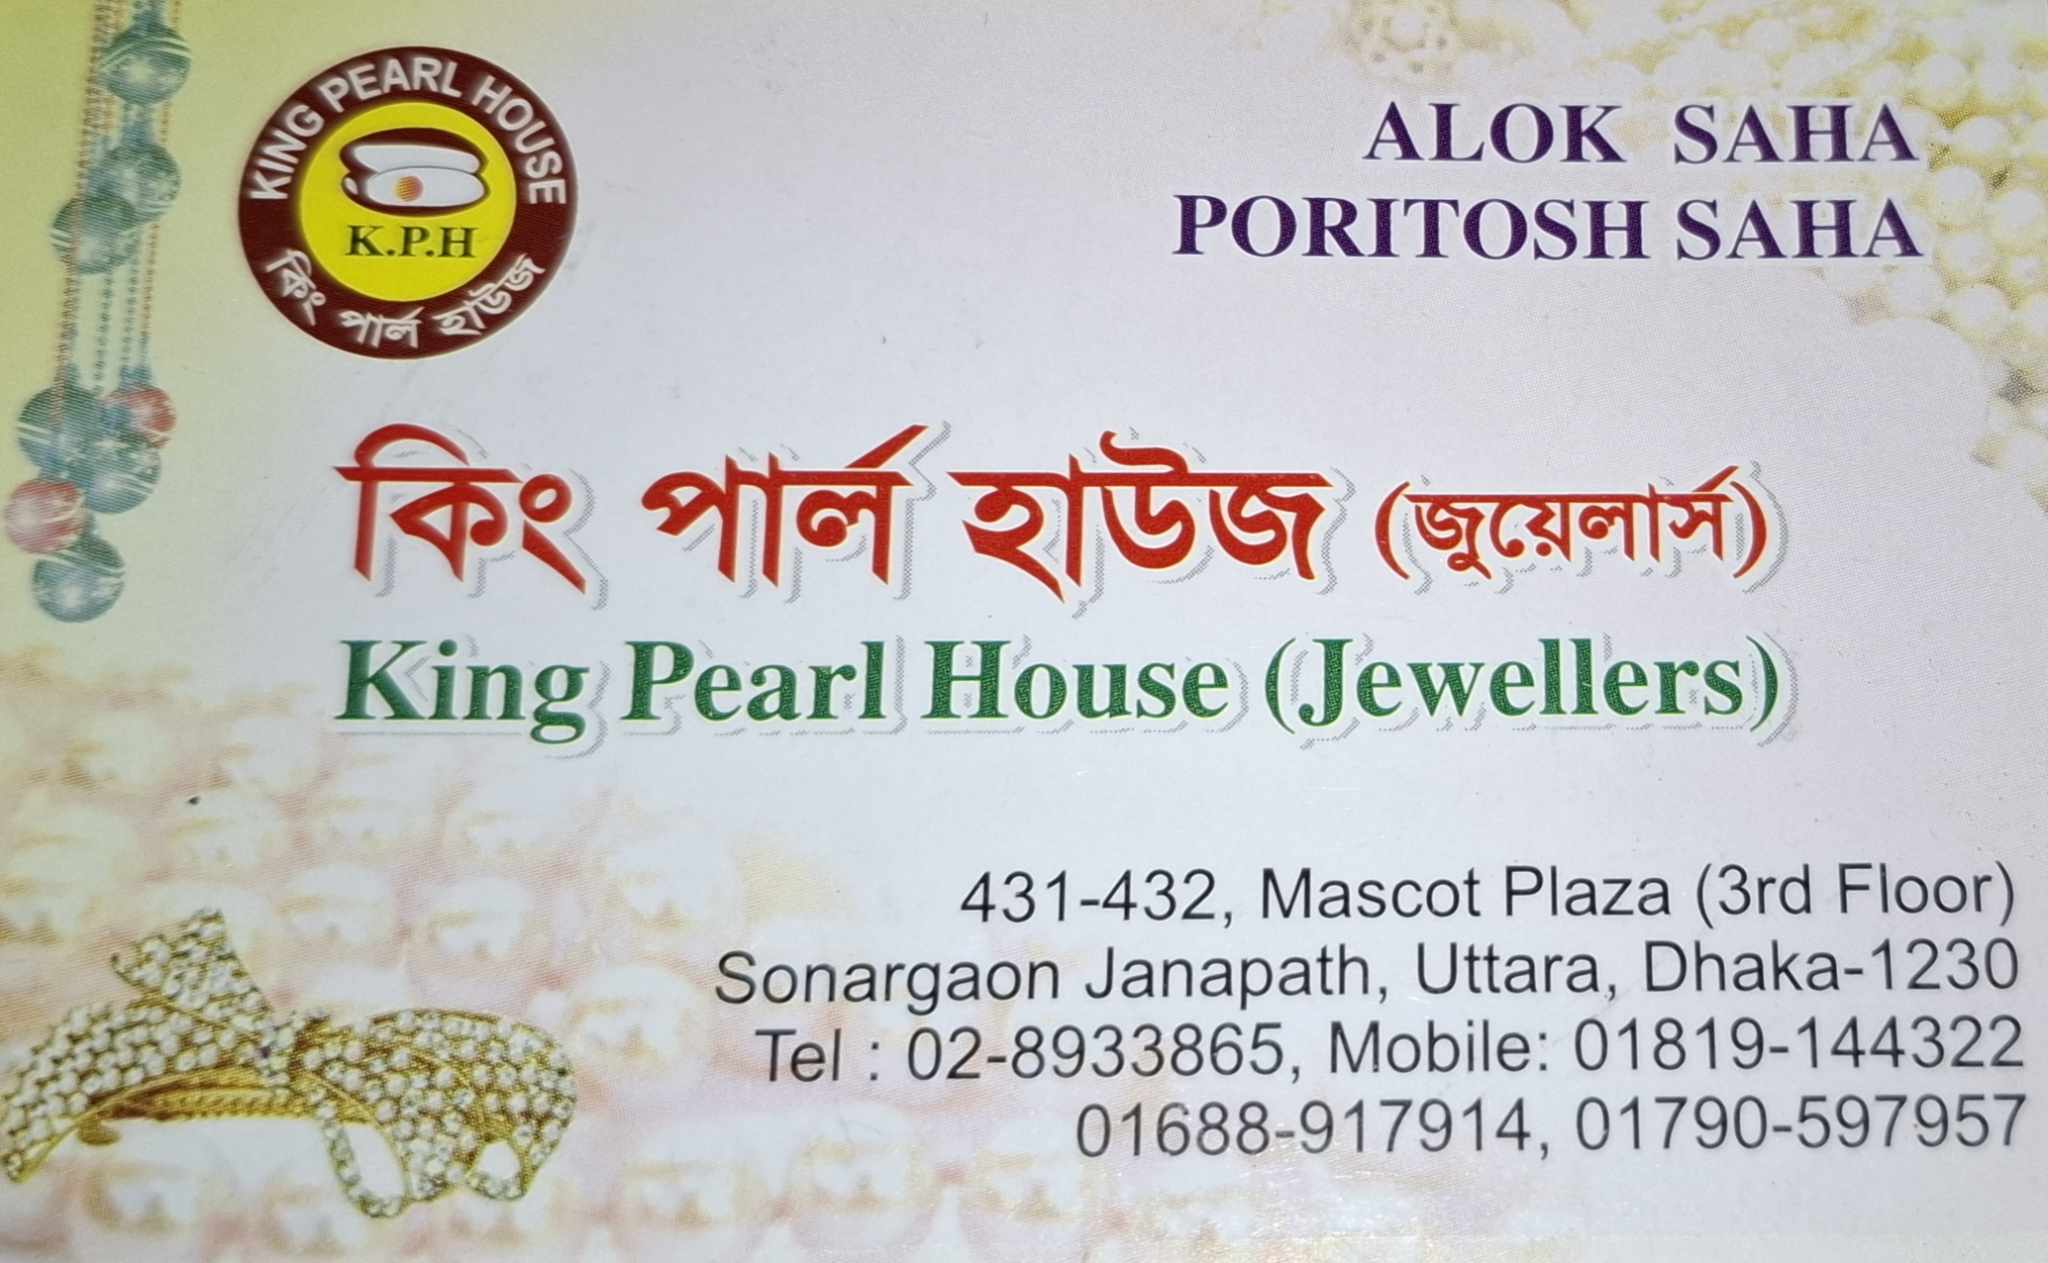 KING PEARL HOUSE
K.P.H
কিং পার্ল হাউজ
ALOK SAHA
PORITOSH SAHA
কিং পার্ল হাউজ (জুয়েলার্স)
King Pearl House (Jewellers)
431-432, Mascot Plaza (3rd Floor)
Sonargaon Janapath, Uttara, Dhaka-1230
Tel : 02-8933865, Mobile: 01819-144322
01688-917914, 01790-597957